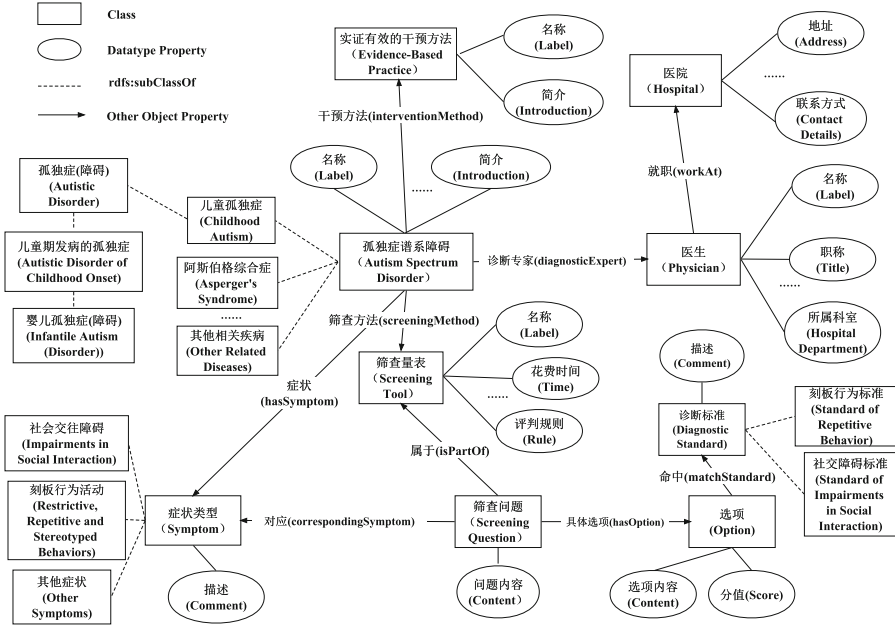 Class
Datatype Property
rdfs:subClassOf
Other Object Property
实证有效的干预方法
(Evidence-Based
Practice)
名称
(Label)
简介
(Introduction)
干预方法(interventionMethod)
名称
(Label)
简介
(Introduction)
......
医院
(Hospital)
地址
(Address)
......
联系方式
(Contact
Details)
就职(workAt)
孤独症(障碍)
(Autistic
Disorder)
儿童期发病的孤独症
(Autistic Disorder of
Childhood Onset)
婴儿孤独症(障碍)
(Infantile Autism
(Disorder))
儿童孤独症
(Childhood
Autism)
阿斯伯格综合症
(Asperger's
Syndrome)
......
其他相关疾病
(Other Related
Diseases)
孤独症谱系障碍
(Autism Spectrum
Disorder)
诊断专家(diagnosticExpert)
医生
(Physician)
名称
(Label)
职称
(Title)
......
所属科室
(Hospital
Department)
筛查方法(screeningMethod)
症状
(hasSymptom)
筛查量表
(Screening
Tool)
名称
(Label)
花费时间
(Time)
......
评判规则
(Rule)
属于(isPartOf)
描述
(Comment)
诊断标准
(Diagnostic
Standard)
刻板行为标准
(Standard of
Repetitive
Behavior)
社交障碍标准
(Standard of
Impairments
in Social
Interaction)
命中(matchStandard)
社会交往障碍
(Impairments in
Social Interaction)
刻板行为活动
(Restrictive,
Repetitive and
Stereotyped
Behaviors)
其他症状
(Other
Symptoms)
症状类型
(Symptom)
描述
(Comment)
对应(correspondingSymptom)
筛查问题
(Screening
Question)
问题内容
(Content)
具体选项(hasOption)
选项
(Option)
选项内容
(Content)
分值(Score)